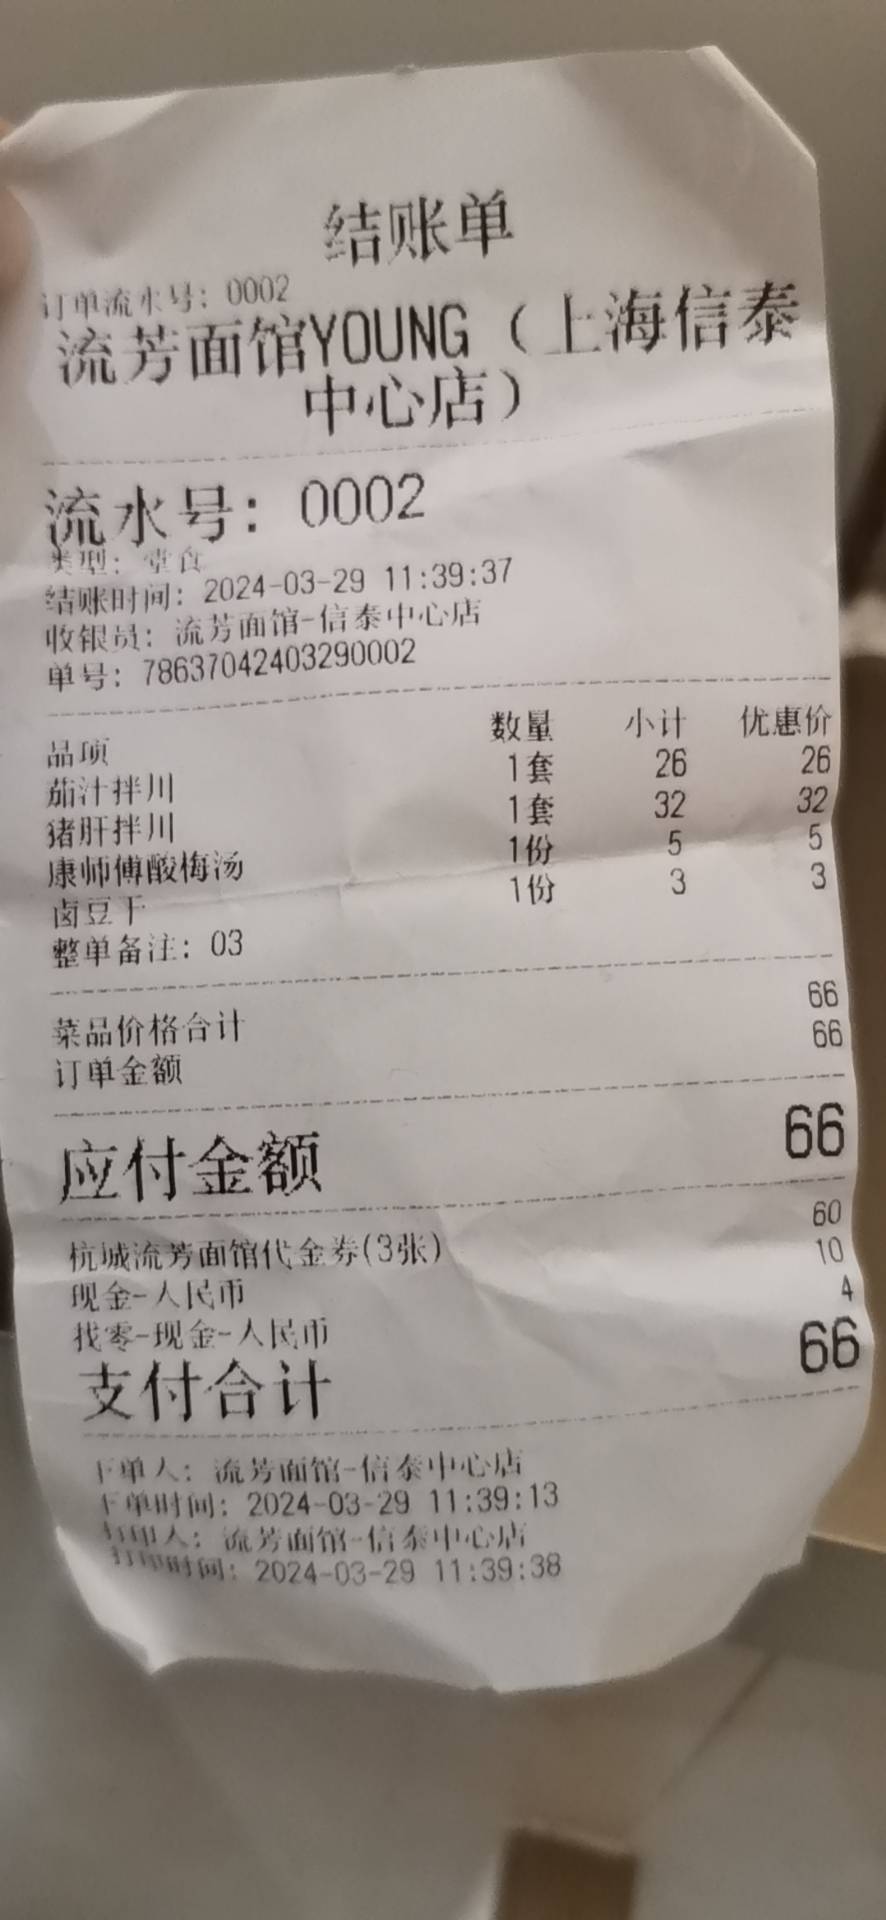 结账单
订单流水号: 0002
流芳面馆YOUNG（上海信泰
中心店）
流水号: 0002
类型: 堂食
结账时间: 2024-03-29 11:39:37
收银员: 流芳面馆-信泰中心店
单号: 78637042403290002
品项 数量 小计 优惠价
茄汁拌川 1套 26 26
猪肝拌川 1套 32 32
康师傅酸梅汤 1份 5 5
卤豆干 1份 3 3
整单备注: 03
菜品价格合计 66
订单金额 66
应付金额 66
杭城流芳面馆代金券(3张) 60
现金-人民币 10
找零-现金-人民币 4
支付合计 66
下单人: 流芳面馆-信泰中心店
下单时间: 2024-03-29 11:39:13
打印人: 流芳面馆-信泰中心店
打印时间: 2024-03-29 11:39:38